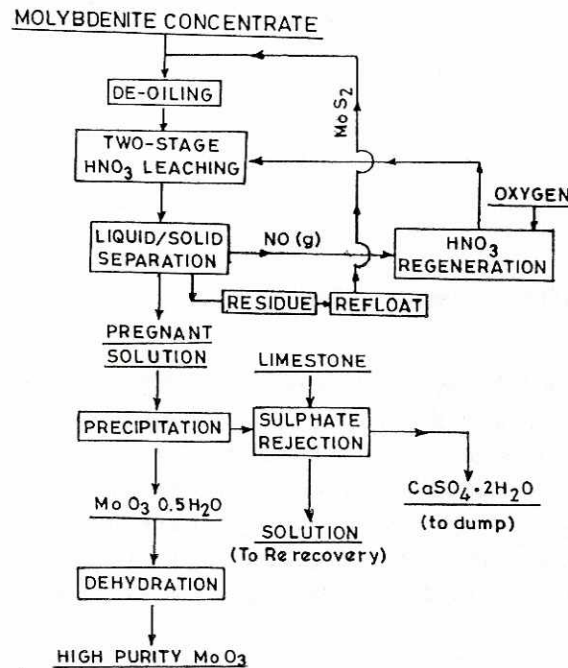 MOLYBDENITE CONCENTRATE
DE-OILING
MoS2
TWO-STAGE
HNO3 LEACHING
OXYGEN
LIQUID/SOLID
SEPARATION
NO (g)
HNO3
REGENERATION
RESIDUE
REFLOAT
PREGNANT
SOLUTION
LIMESTONE
PRECIPITATION
SULPHATE
REJECTION
MoO3 0.5H2O
CaSO4·2H2O
(to dump)
SOLUTION
(To Re recovery)
DEHYDRATION
HIGH PURITY MoO3